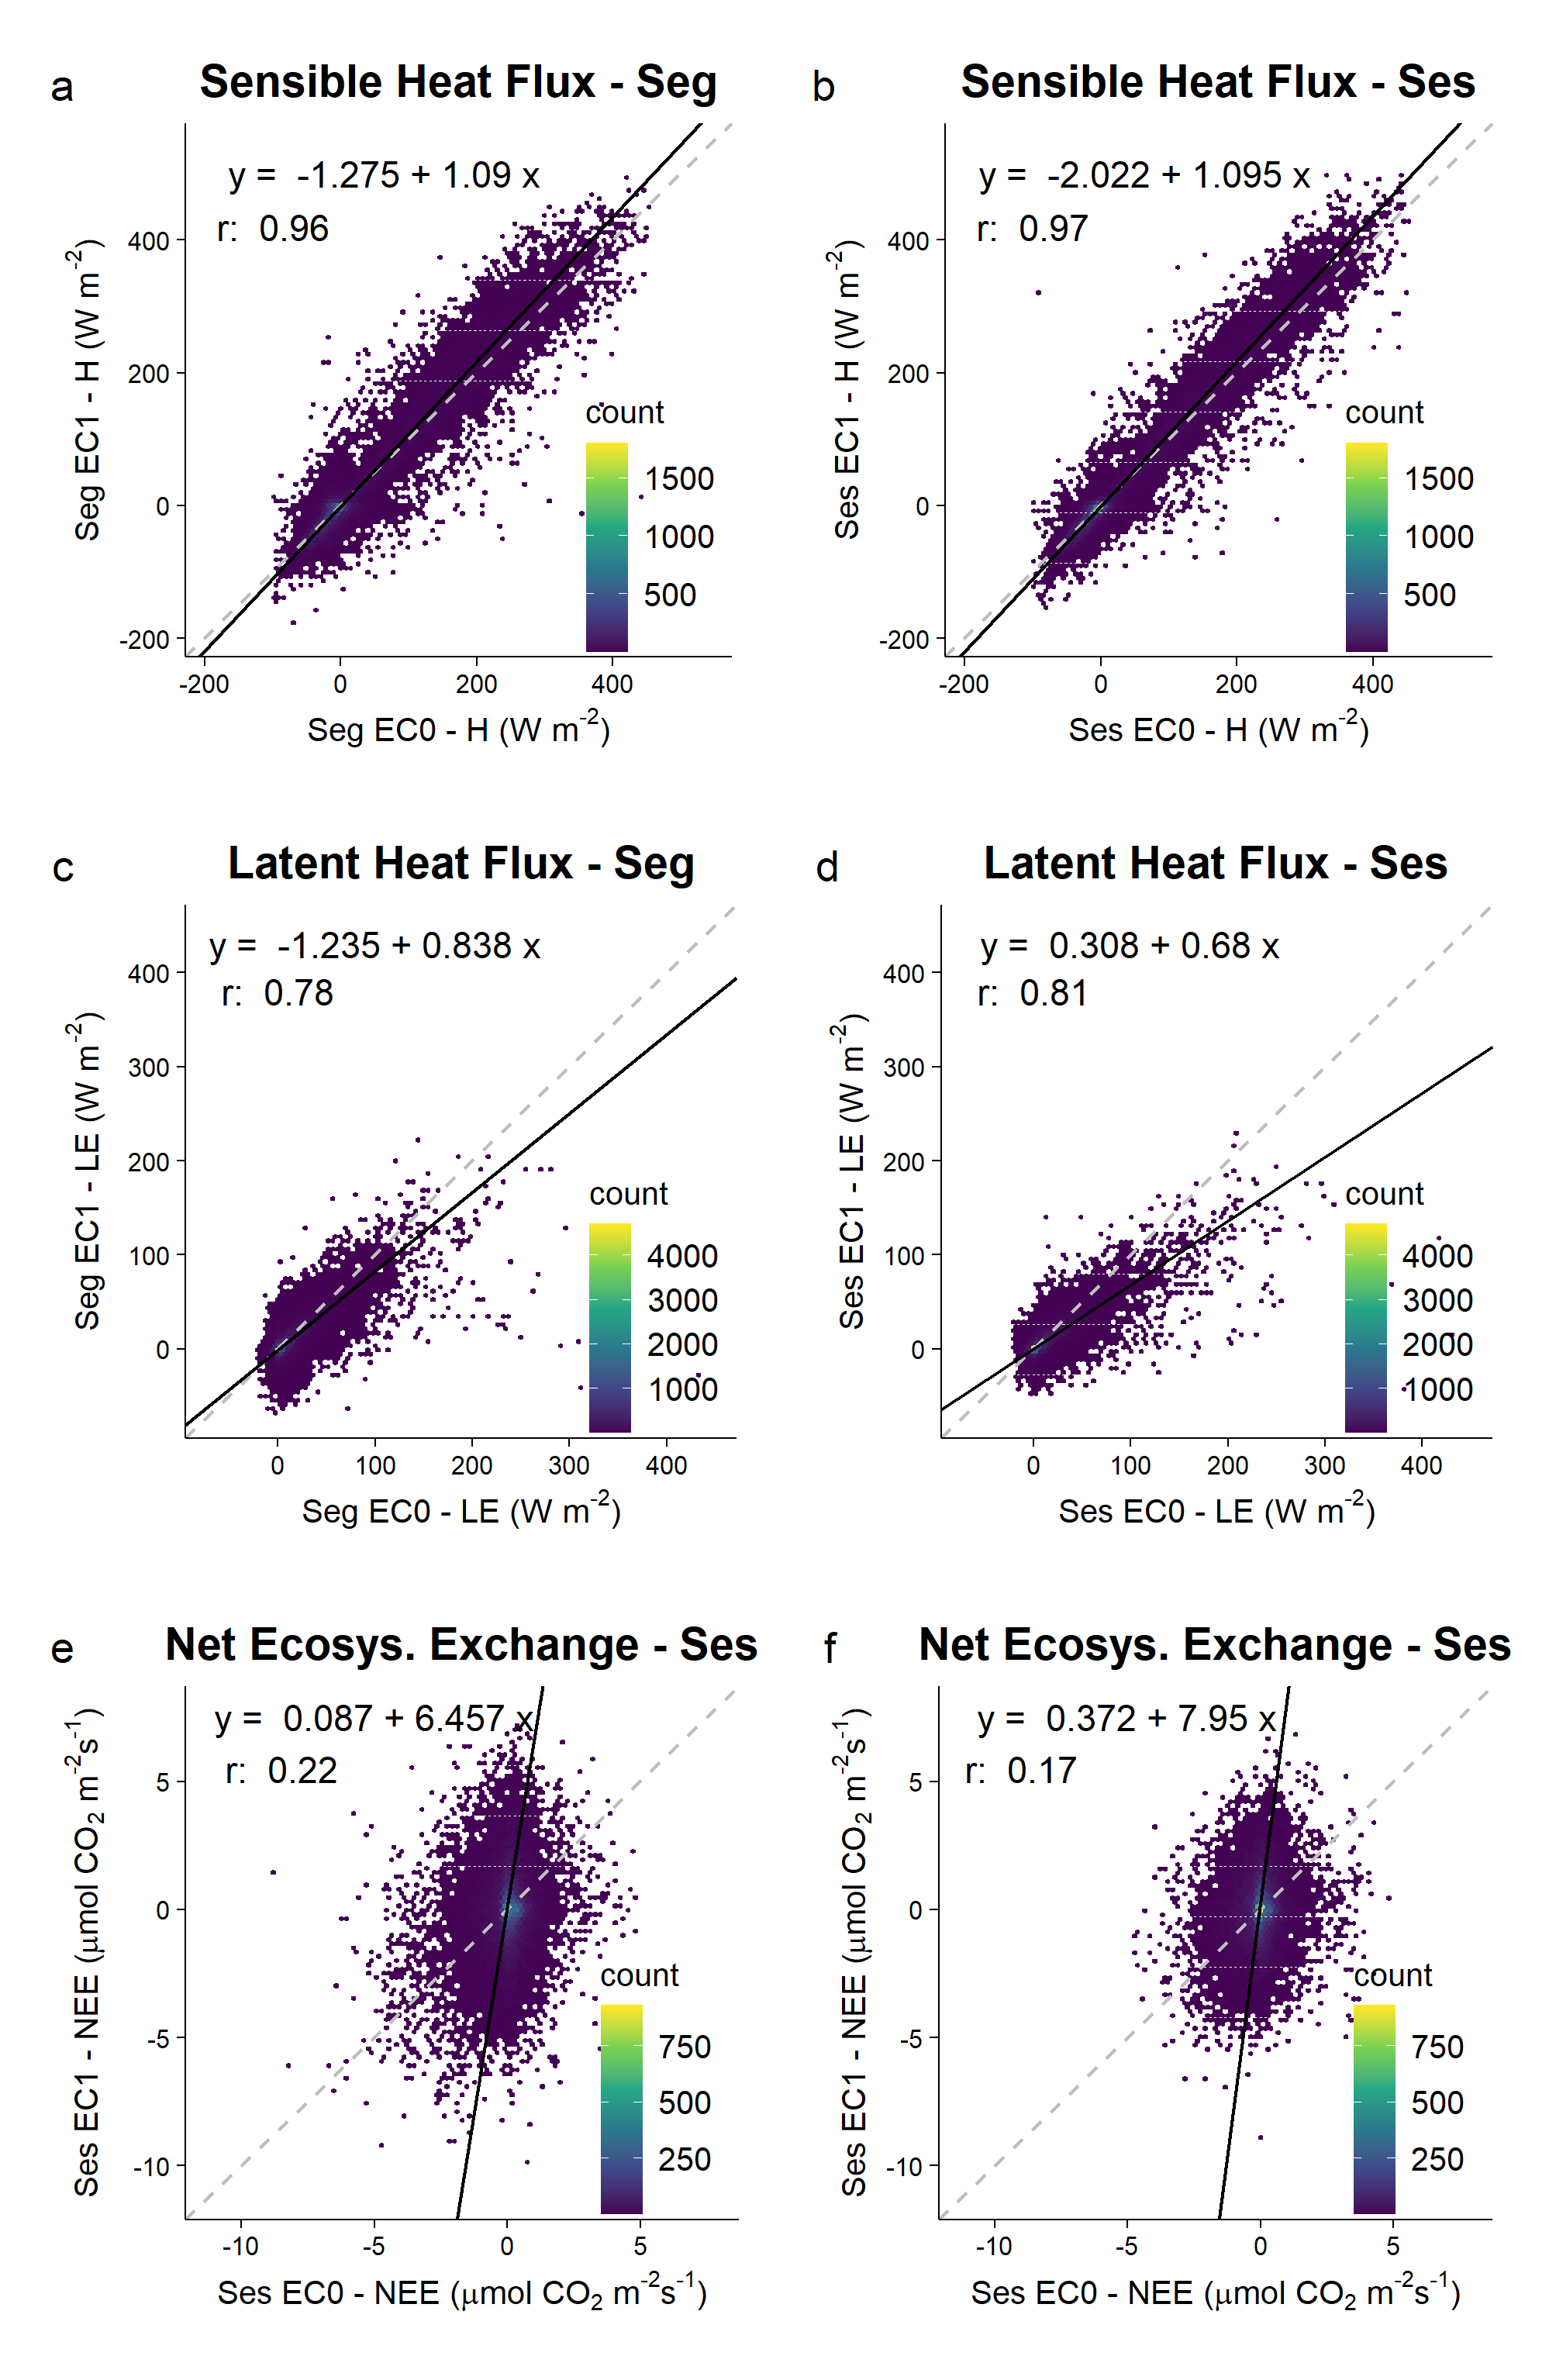 a
Sensible Heat Flux - Seg
y = -1.275 + 1.09 x
r: 0.96
Seg EC1 - H (W m-2)
400
200
0
-200
count
1500
1000
500
-200 0 200 400
Seg EC0 - H (W m-2)
b
Sensible Heat Flux - Ses
y = -2.022 + 1.095 x
r: 0.97
Ses EC1 - H (W m-2)
400
200
0
-200
count
1500
1000
500
-200 0 200 400
Ses EC0 - H (W m-2)
c
Latent Heat Flux - Seg
y = -1.235 + 0.838 x
r: 0.78
Seg EC1 - LE (W m-2)
400
300
200
100
0
count
4000
3000
2000
1000
0 100 200 300 400
Seg EC0 - LE (W m-2)
d
Latent Heat Flux - Ses
y = 0.308 + 0.68 x
r: 0.81
Ses EC1 - LE (W m-2)
400
300
200
100
0
count
4000
3000
2000
1000
0 100 200 300 400
Ses EC0 - LE (W m-2)
e
Net Ecosys. Exchange - Ses
y = 0.087 + 6.457 x
r: 0.22
Ses EC1 - NEE (μmol CO2 m-2s-1)
5
0
-5
-10
count
750
500
250
-10 -5 0 5
Ses EC0 - NEE (μmol CO2 m-2s-1)
f
Net Ecosys. Exchange - Ses
y = 0.372 + 7.95 x
r: 0.17
Ses EC1 - NEE (μmol CO2 m-2s-1)
5
0
-5
-10
count
750
500
250
-10 -5 0 5
Ses EC0 - NEE (μmol CO2 m-2s-1)